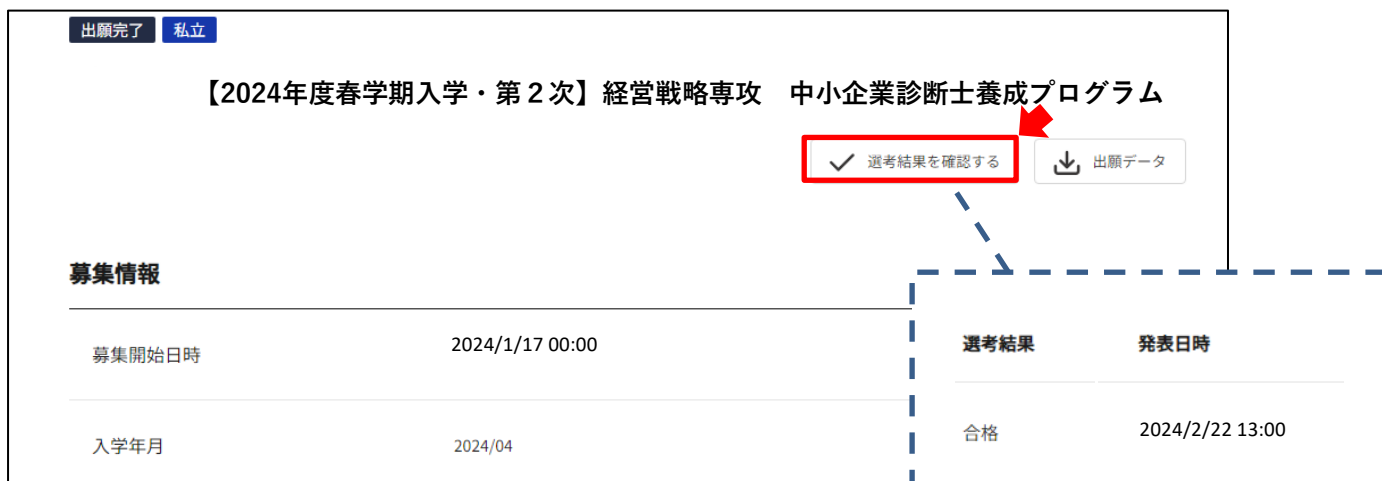 出願完了 私立
【2024年度春学期入学・第2次】経営戦略専攻　中小企業診断士養成プログラム
選考結果を確認する 出願データ
募集情報
募集開始日時 2024/1/17 00:00
入学年月 2024/04
選考結果 発表日時
合格 2024/2/22 13:00